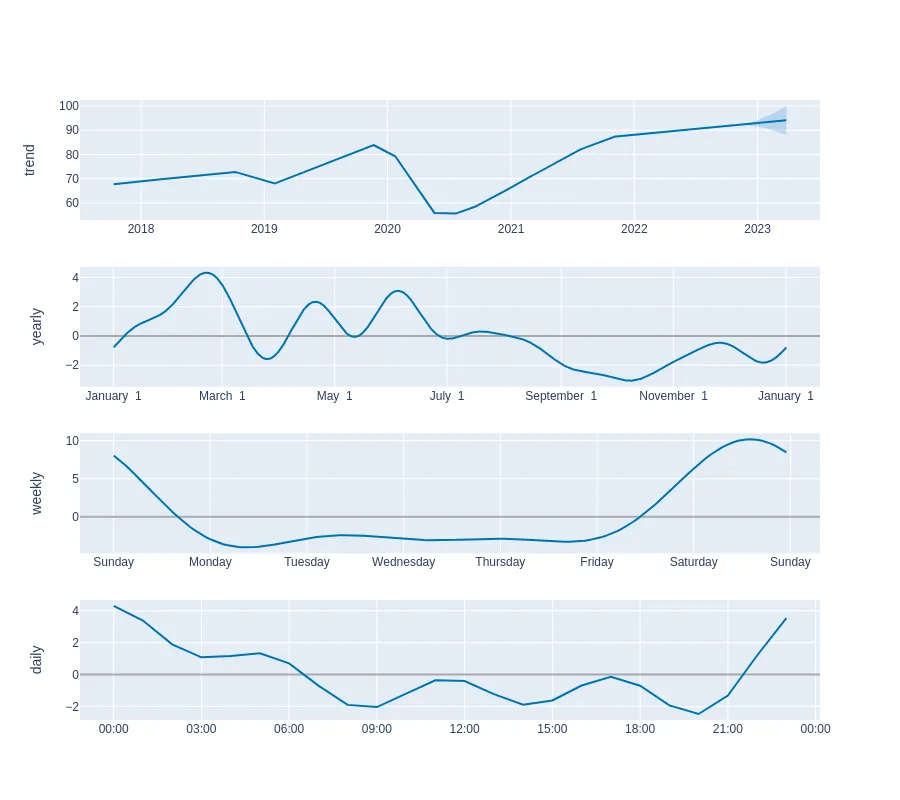 trend
100
90
80
70
60
2018 2019 2020 2021 2022 2023
yearly
4
2
0
−2
January 1 March 1 May 1 July 1 September 1 November 1 January 1
weekly
10
5
0
Sunday Monday Tuesday Wednesday Thursday Friday Saturday Sunday
daily
4
2
0
−2
00:00 03:00 06:00 09:00 12:00 15:00 18:00 21:00 00:00